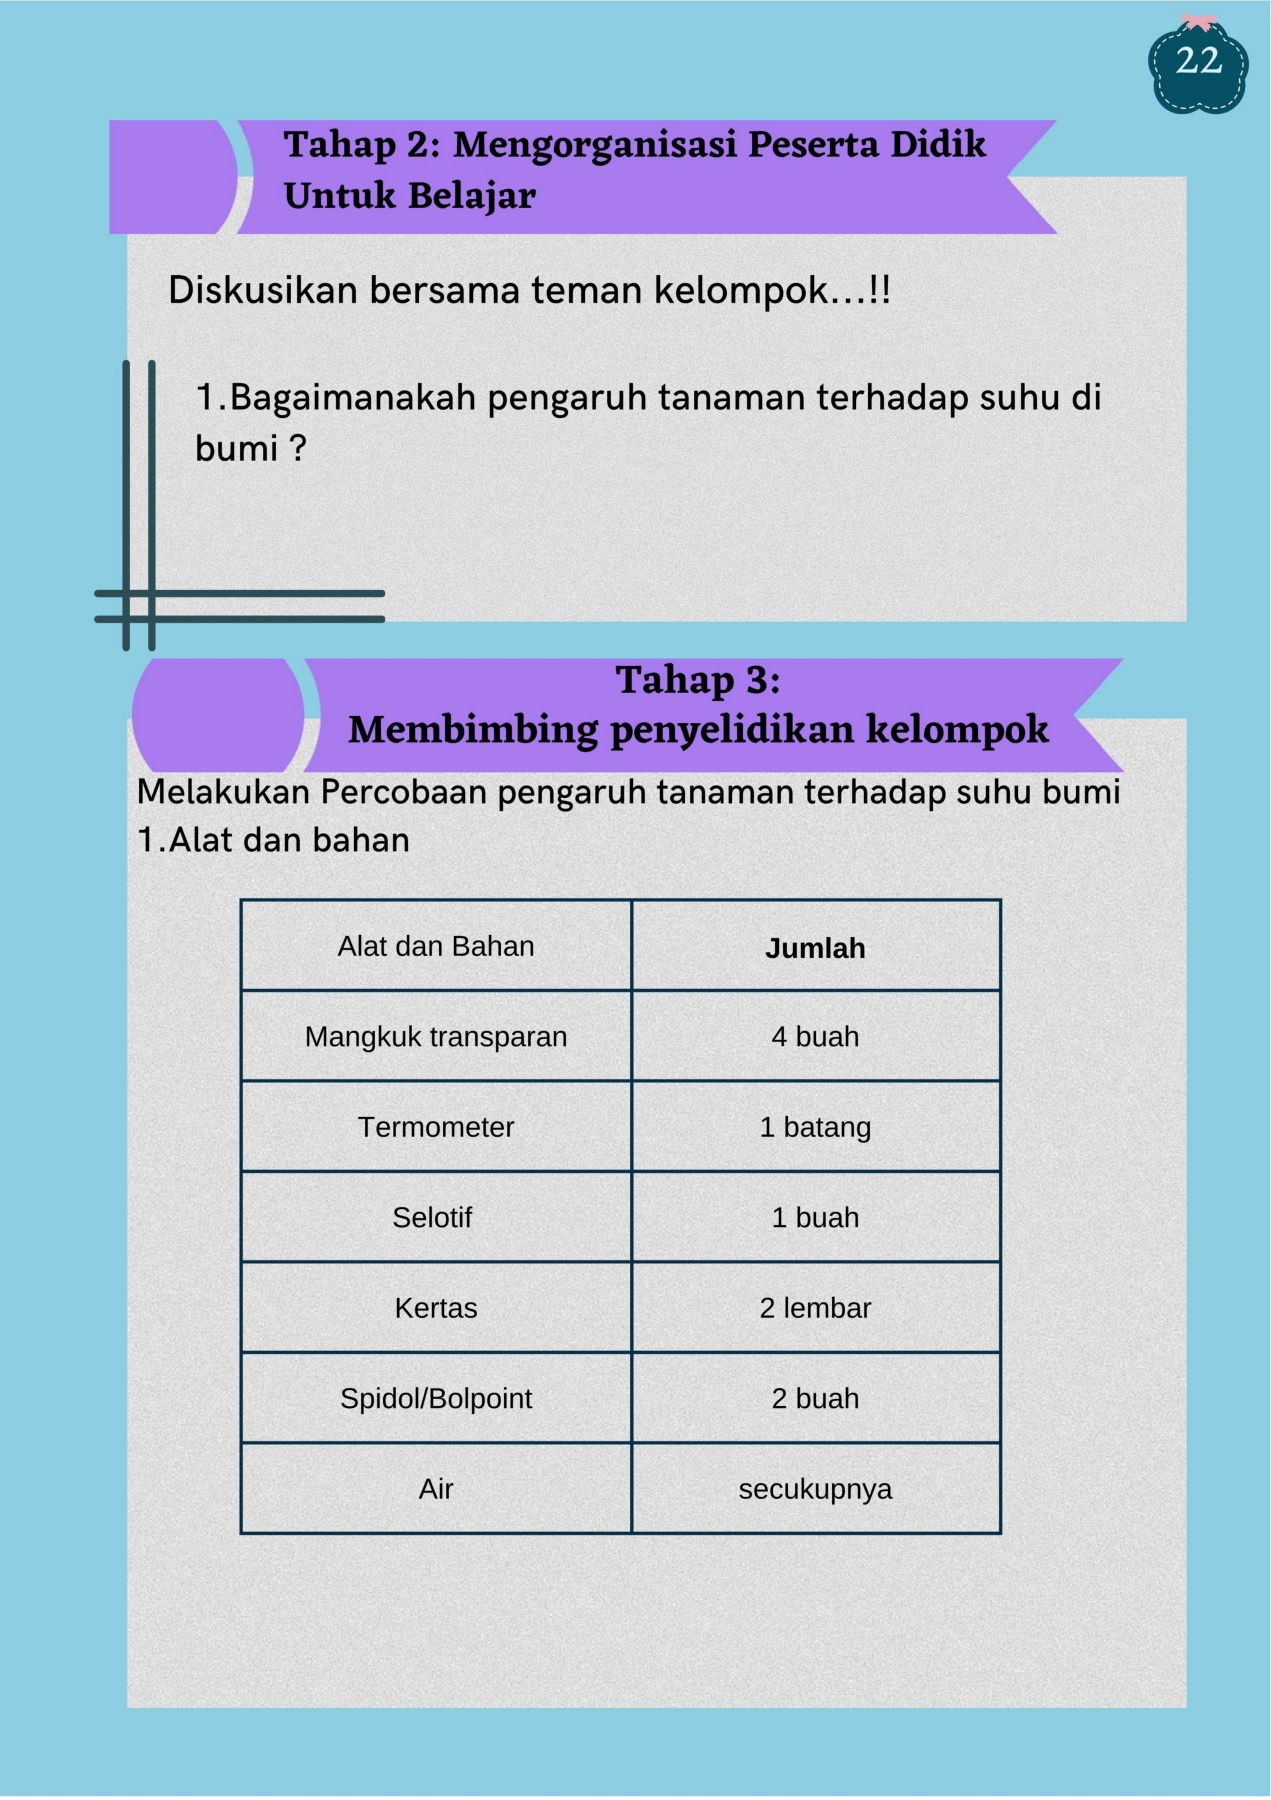 22
Tahap 2: Mengorganisasi Peserta Didik
Untuk Belajar
Diskusikan bersama teman kelompok...!!
1.Bagaimanakah pengaruh tanaman terhadap suhu di
bumi ?
Tahap 3:
Membimbing penyelidikan kelompok
Melakukan Percobaan pengaruh tanaman terhadap suhu bumi
1.Alat dan bahan
Alat dan Bahan Jumlah
Mangkuk transparan 4 buah
Termometer 1 batang
Selotif 1 buah
Kertas 2 lembar
Spidol/Bolpoint 2 buah
Air secukupnya